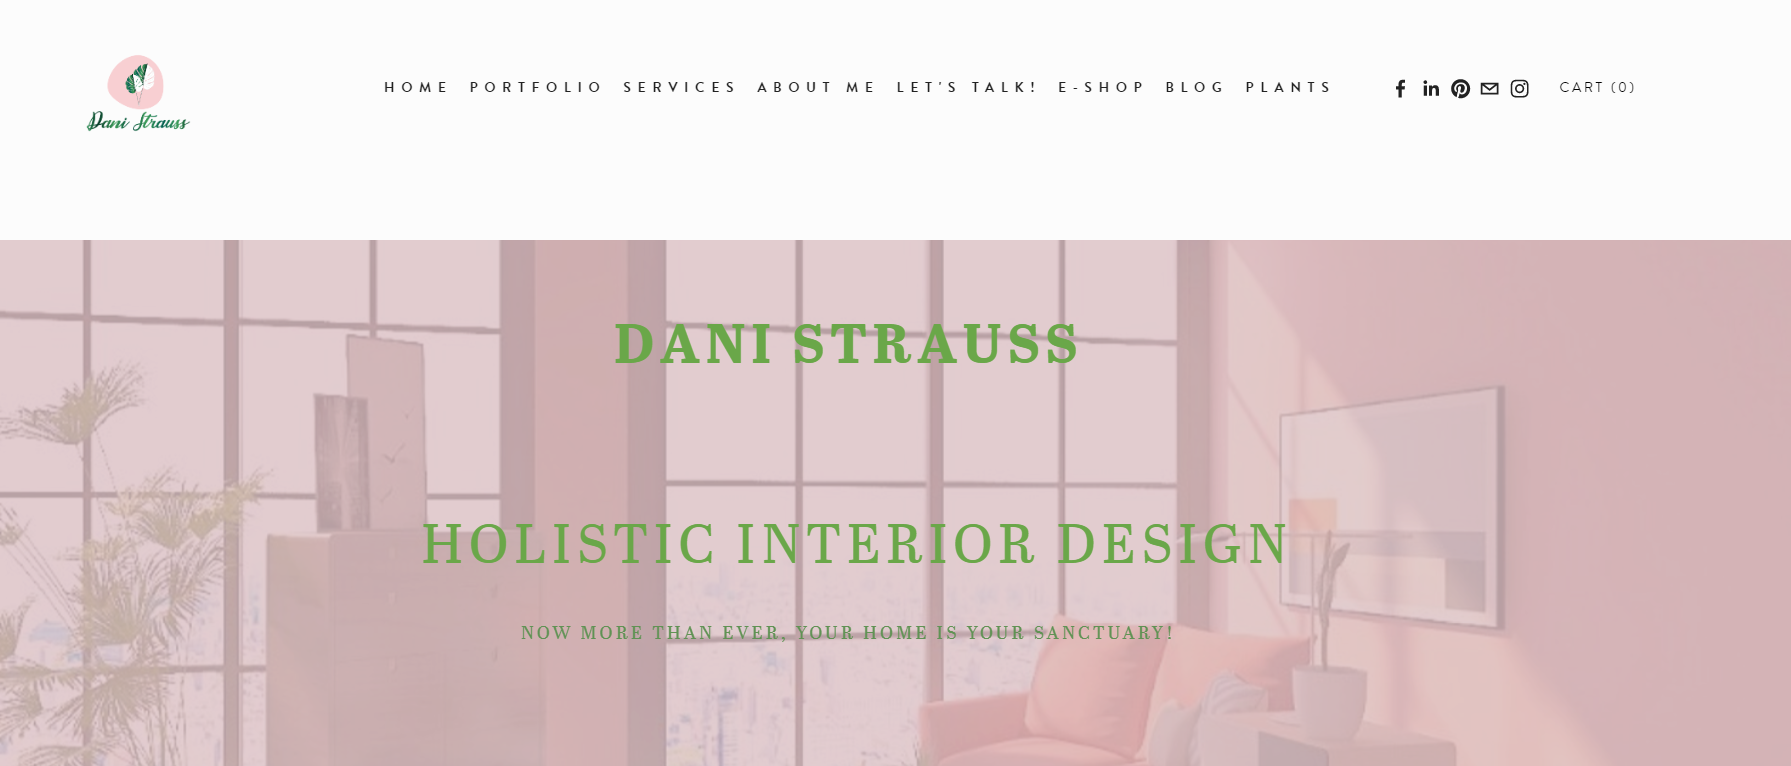 Dani Strauss
HOME PORTFOLIO SERVICES ABOUT ME LET'S TALK! E-SHOP BLOG PLANTS CART (0)
DANI STRAUSS
HOLISTIC INTERIOR DESIGN
NOW MORE THAN EVER, YOUR HOME IS YOUR SANCTUARY!